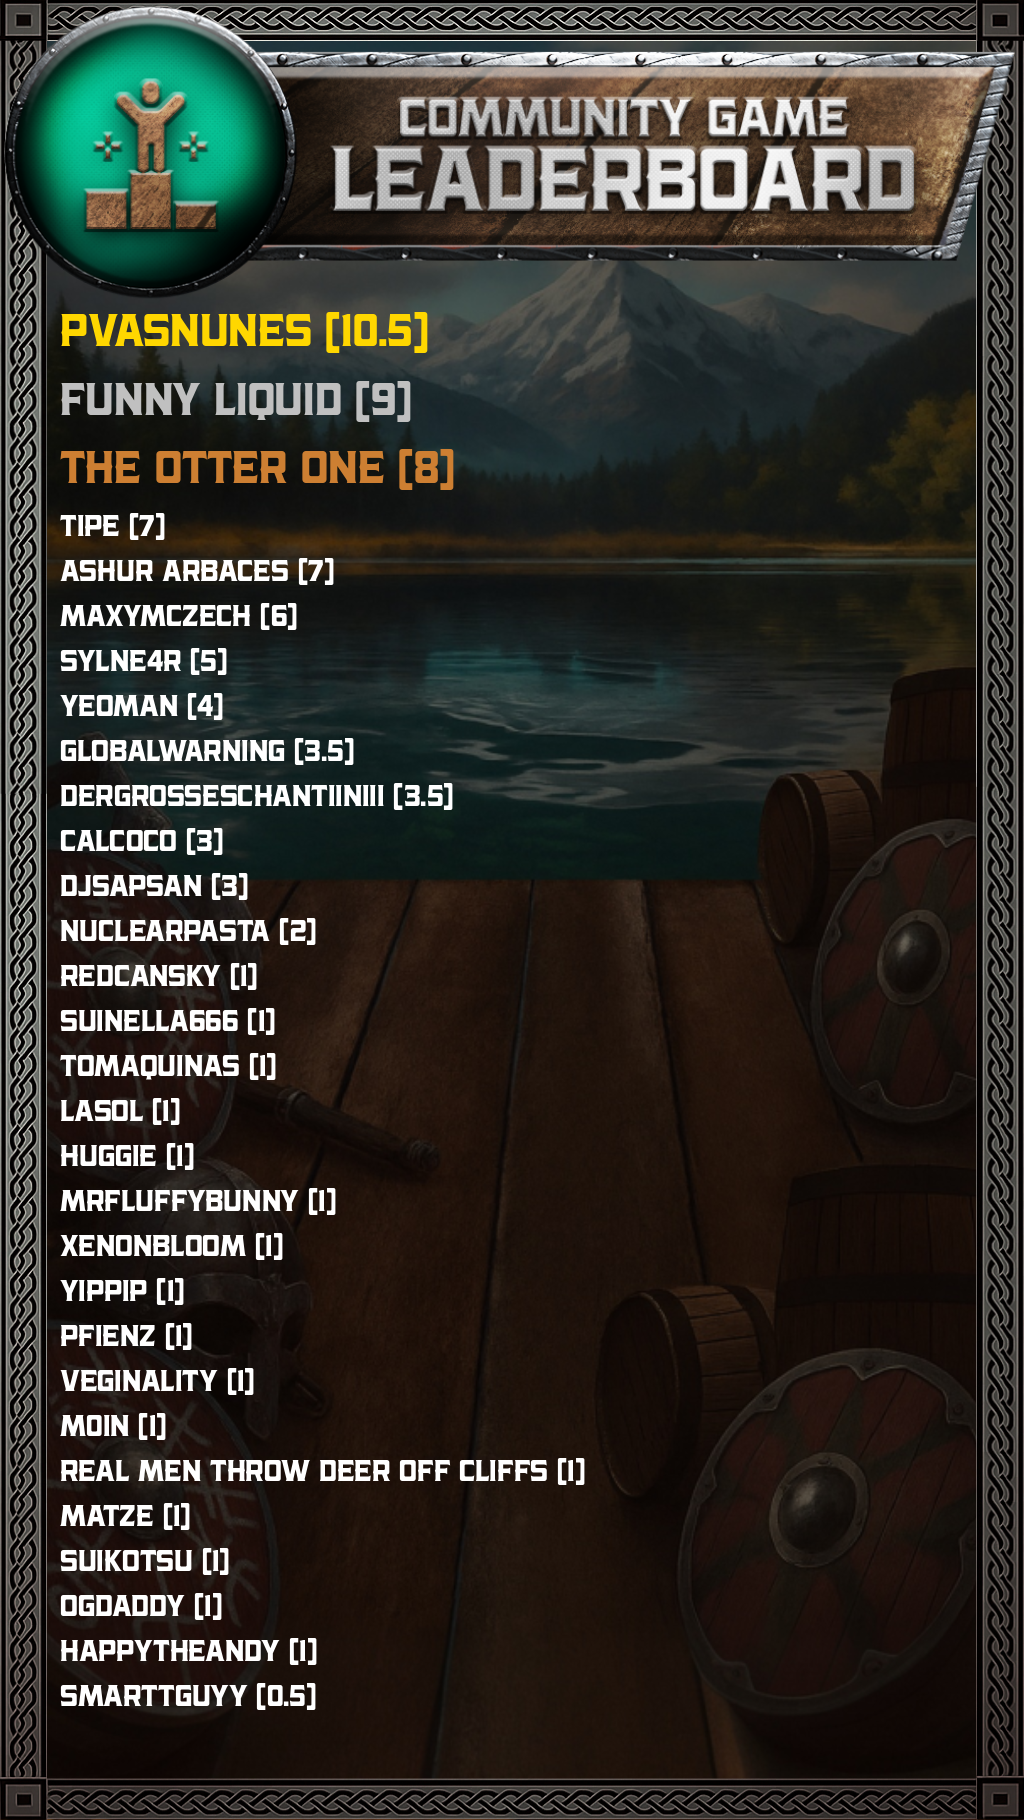 COMMUNITY GAME
LEADERBOARD
PVASNUNES [10.5]
FUNNY LIQUID [9]
THE OTTER ONE [8]
TIPE [7]
ASHUR ARBACES [7]
MAXYMCZECH [6]
SYLNE4R [5]
YEOMAN [4]
GLOBALWARNING [3.5]
DERGROSSESCHANTIINIII [3.5]
CALCOCO [3]
DJSAPSAN [3]
NUCLEARPASTA [2]
REDCANSKY [1]
SUINELLA666 [1]
TOMAQUINAS [1]
LASOL [1]
HUGGIE [1]
MRFLUFFYBUNNY [1]
XENONBLOOM [1]
YIPPIP [1]
PFIENZ [1]
VEGINALITY [1]
MOIN [1]
REAL MEN THROW DEER OFF CLIFFS [1]
MATZE [1]
SUIKOTSU [1]
OGDADDY [1]
HAPPYTHEANDY [1]
SMARTTGUYY [0.5]